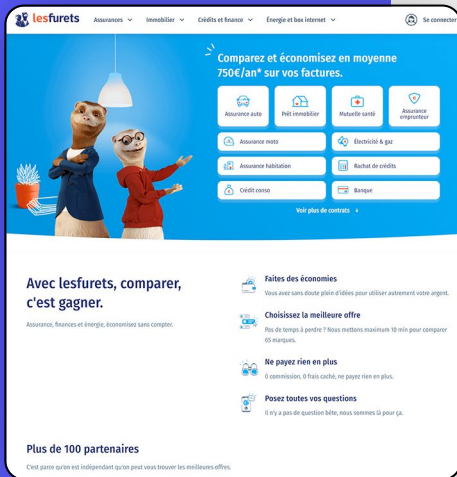 lesfurets
Assurances
Immobilier
Crédits et finance
Énergie et box internet
Se connecter
Comparez et économisez en moyenne
750€/an* sur vos factures.
Assurance auto
Prêt immobilier
Mutuelle santé
Assurance
emprunteur
Assurance moto
Électricité & gaz
Assurance habitation
Rachat de crédits
Crédit conso
Banque
Voir plus de contrats
Avec lesfurets, comparer,
c'est gagner.
Assurance, finances et énergie, économisez sans compter.
Faites des économies
Vous avez sans doute plein d'idées pour utiliser autrement votre argent.
Choisissez la meilleure offre
Pas de temps à perdre ? Nous mettons maximum 10 min pour comparer
65 marques.
Ne payez rien en plus
0 commission, 0 frais caché, ne payez rien en plus.
Posez toutes vos questions
Il n'y a pas de question bête, nous sommes là pour ça.
Plus de 100 partenaires
C'est parce qu'on est indépendant qu'on peut vous trouver les meilleures offres.